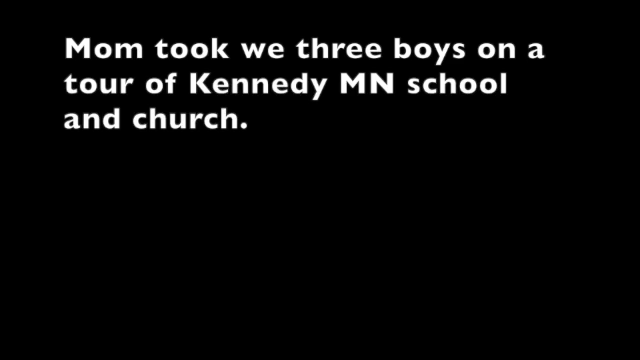 Mom took we three boys on a
tour of Kennedy MN school
and church.